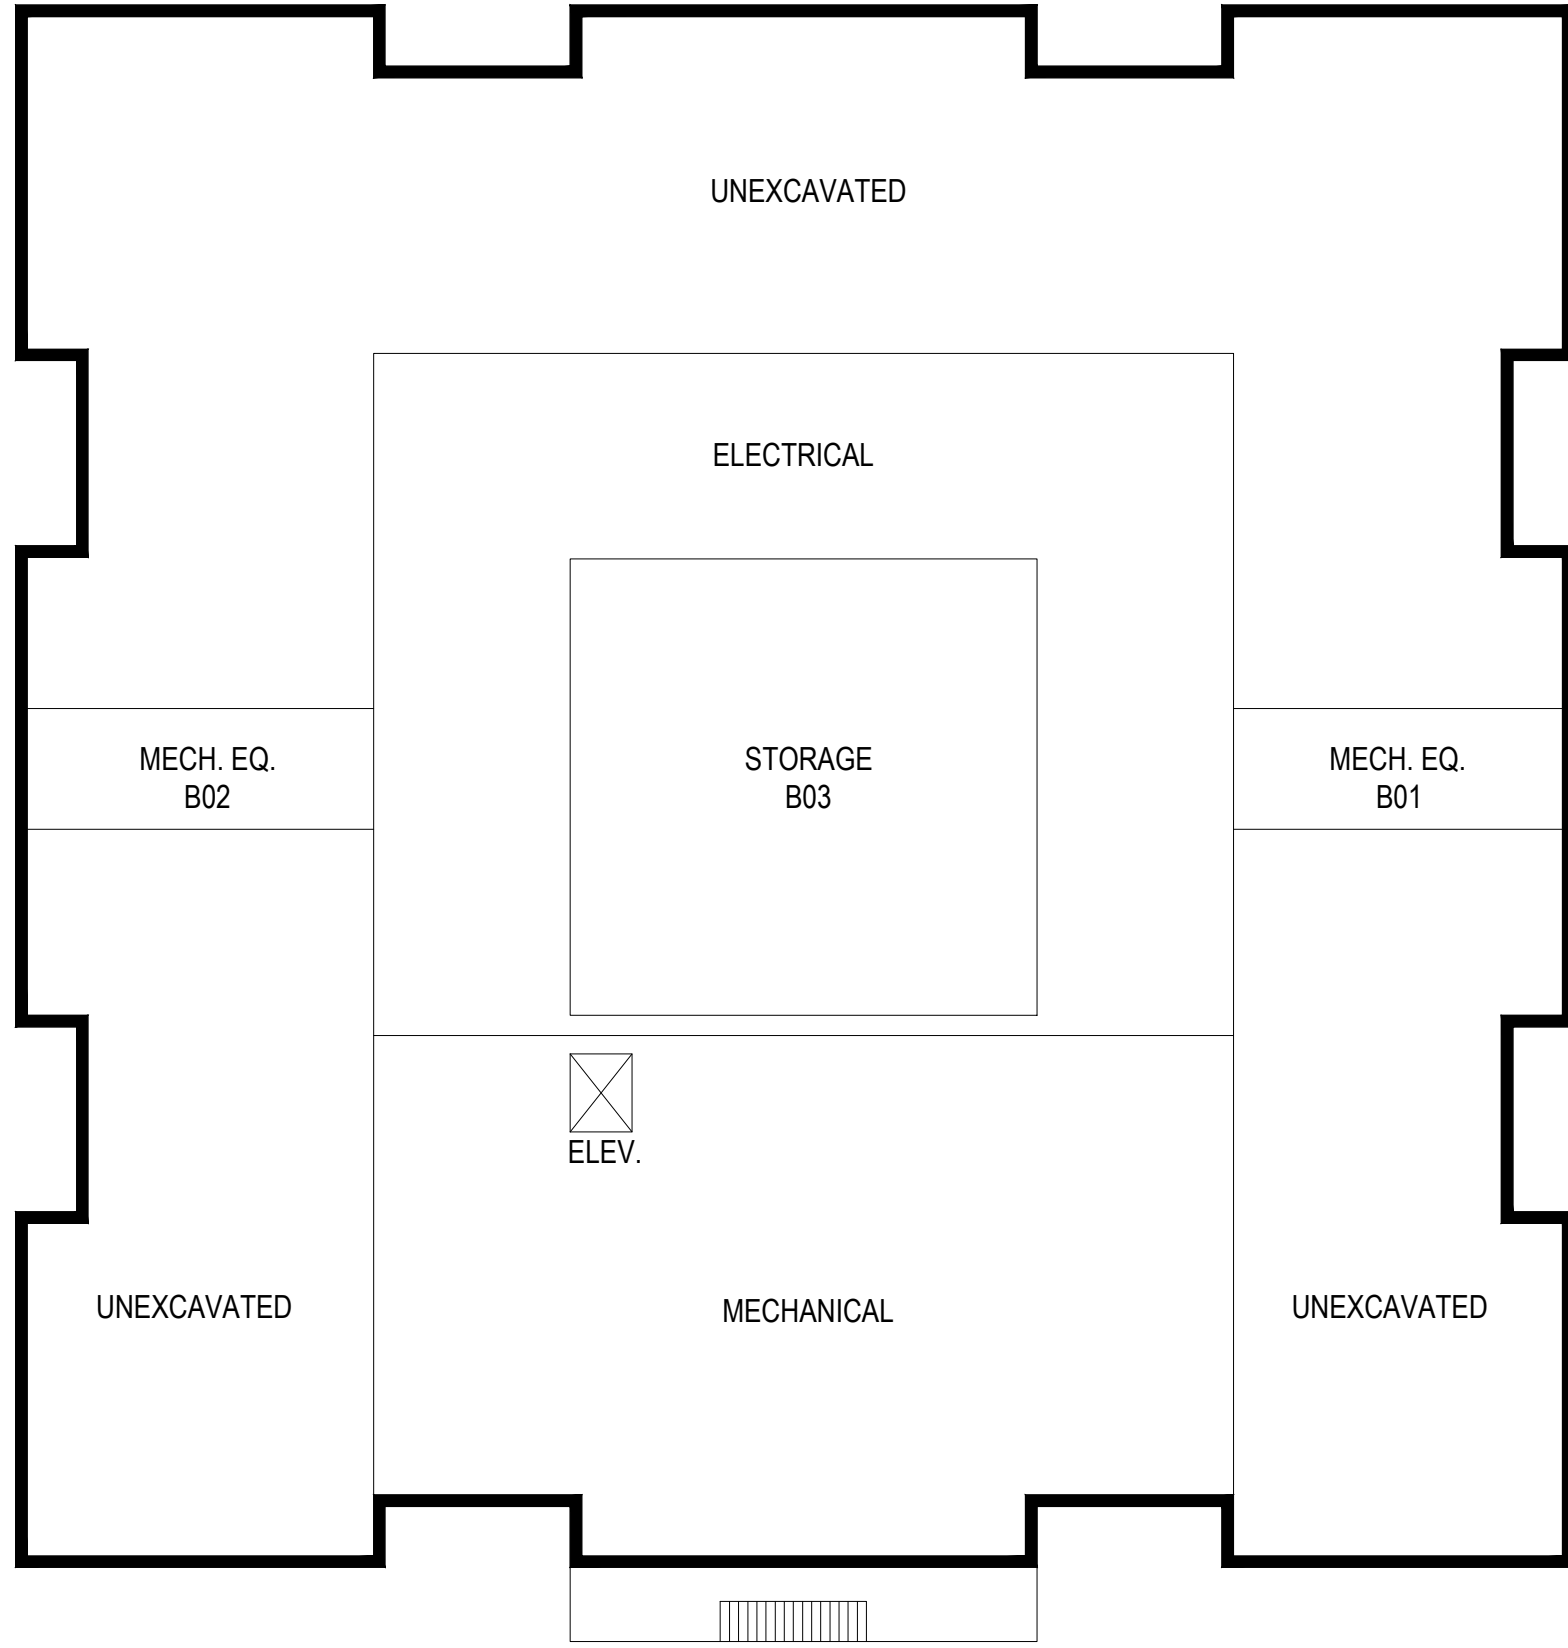 UNEXCAVATED
ELECTRICAL
MECH. EQ.
B02
STORAGE
B03
MECH. EQ.
B01
ELEV.
UNEXCAVATED
MECHANICAL
UNEXCAVATED